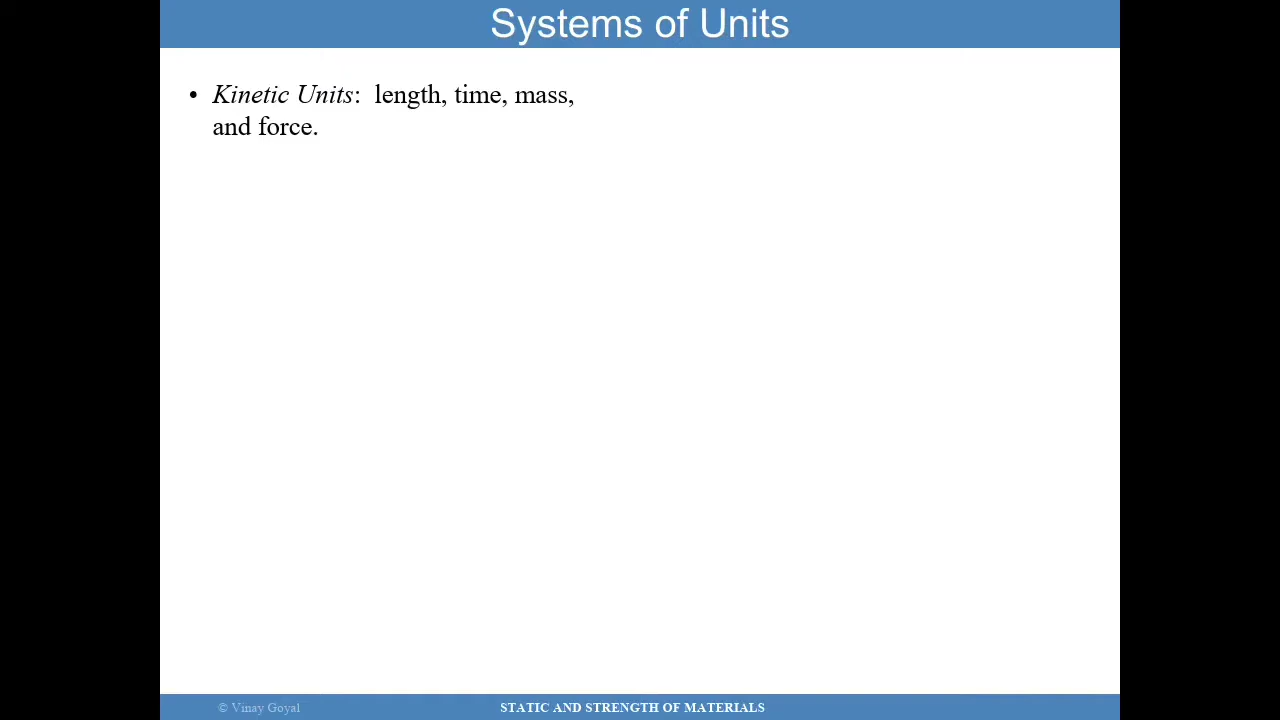 Systems of Units
• Kinetic Units: length, time, mass,
and force.
© Vinay Goyal
STATIC AND STRENGTH OF MATERIALS